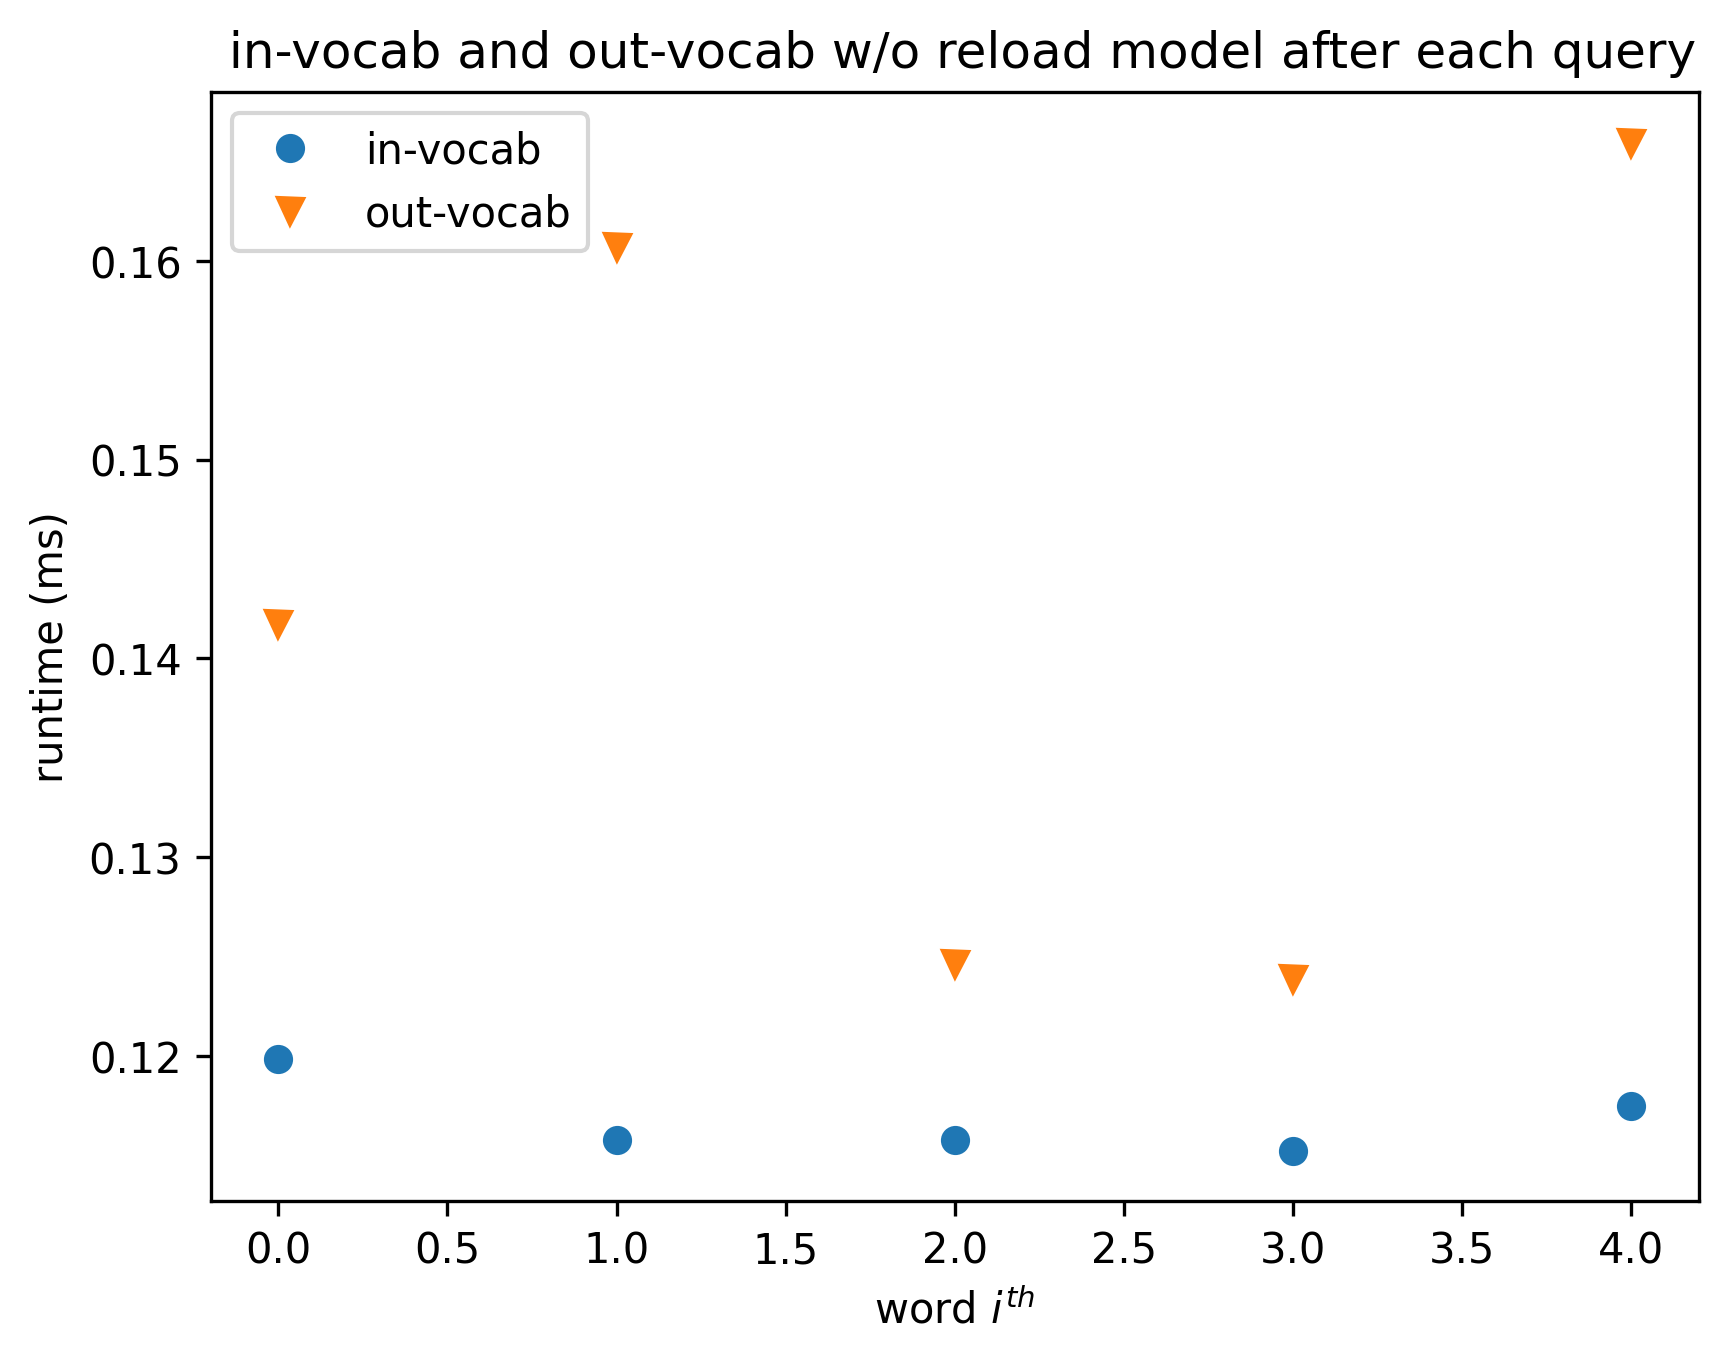 in-vocab and out-vocab w/o reload model after each query
in-vocab
out-vocab
0.16
0.15
0.14
0.13
0.12
runtime (ms)
0.0 0.5 1.0 1.5 2.0 2.5 3.0 3.5 4.0
word i^th